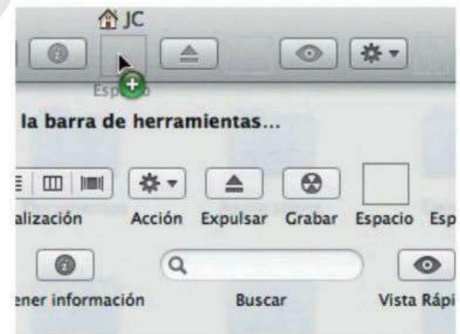 JC
Espacio
la barra de herramientas...
alización Acción Expulsar Grabar Espacio Esp
ener información Buscar Vista Rápi